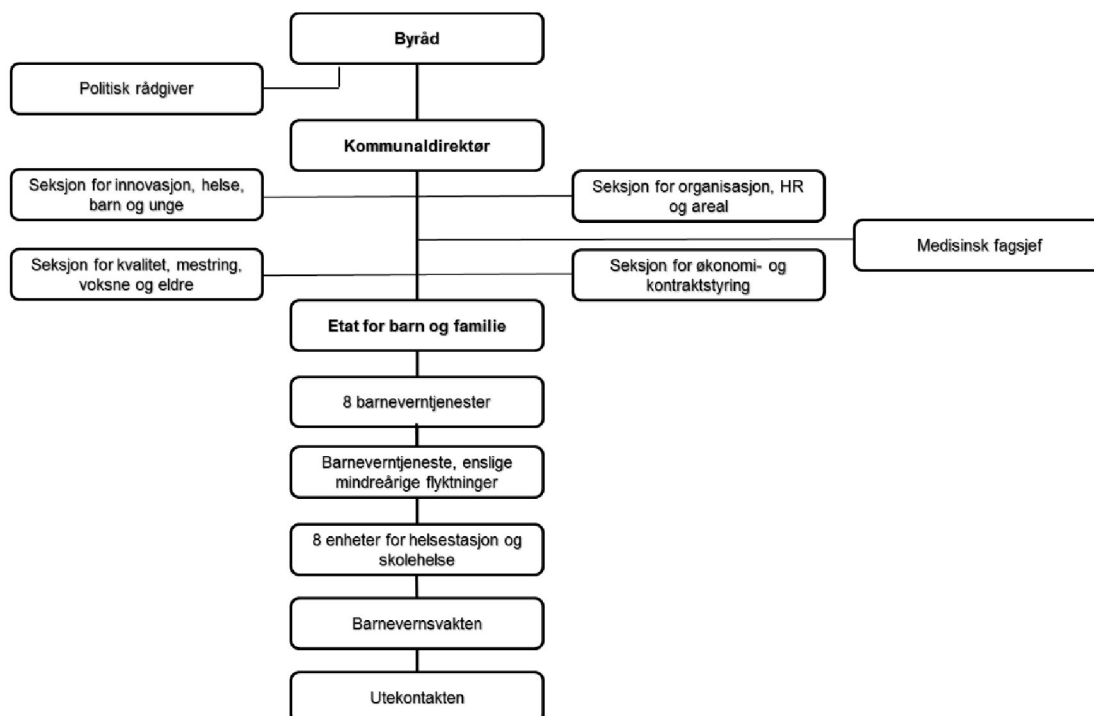 Byråd
Politisk rådgiver
Kommunaldirektør
Seksjon for innovasjon, helse,
barn og unge
Seksjon for organisasjon, HR
og areal
Medisinsk fagsjef
Seksjon for kvalitet, mestring,
voksne og eldre
Seksjon for økonomi- og
kontraktstyring
Etat for barn og familie
8 barneverntjenester
Barneverntjeneste, enslige
mindreårige flyktninger
8 enheter for helsestasjon og
skolehelse
Barnevernsvakten
Utekontakten